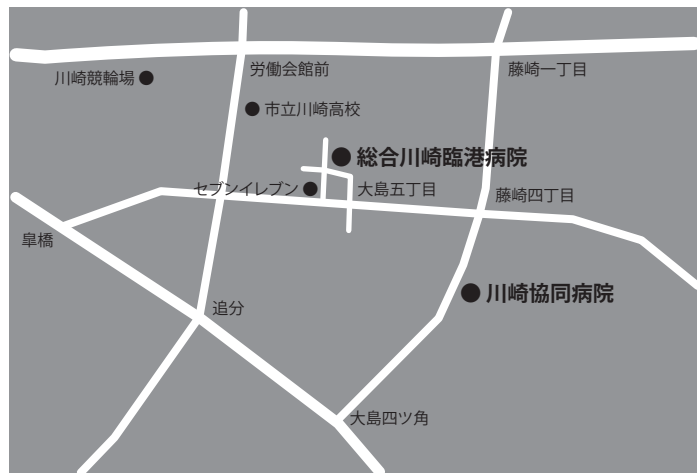 労働会館前
藤崎一丁目
川崎競輪場
市立川崎高校
総合川崎臨港病院
セブンイレブン
大島五丁目
藤崎四丁目
皐橋
川崎協同病院
追分
大島四ツ角